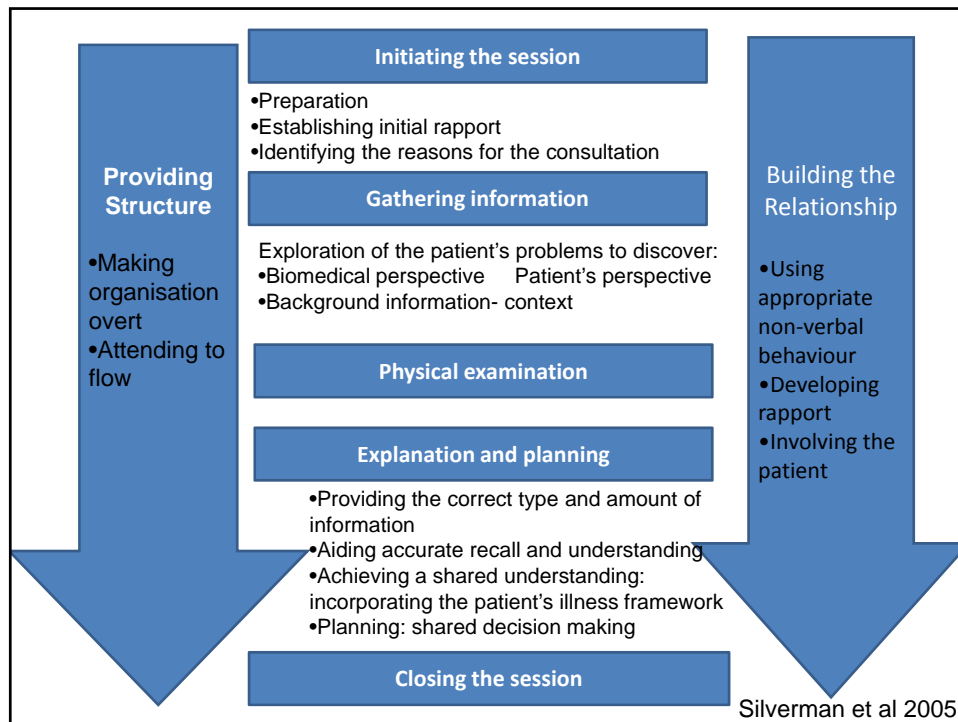 Initiating the session
•Preparation
•Establishing initial rapport
•Identifying the reasons for the consultation
Providing
Structure
•Making
organisation
overt
•Attending to
flow
Gathering information
Exploration of the patient's problems to discover:
•Biomedical perspective Patient's perspective
•Background information- context
Physical examination
Explanation and planning
•Providing the correct type and amount of
information
•Aiding accurate recall and understanding
•Achieving a shared understanding:
incorporating the patient's illness framework
•Planning: shared decision making
Closing the session
Building the
Relationship
•Using
appropriate
non-verbal
behaviour
•Developing
rapport
•Involving the
patient
Silverman et al 2005